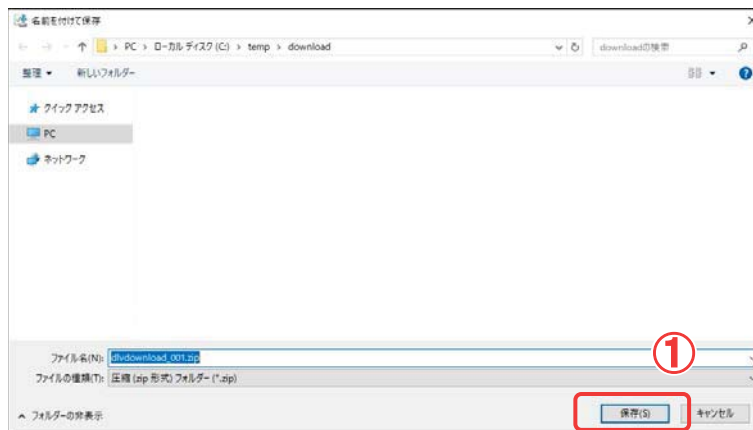 名前を付けて保存
PC › ローカル ディスク (C:) › temp › download
downloadの検索
整理
新しいフォルダー
クイック アクセス
PC
ネットワーク
ファイル名(N): dlvdownload_001.zip
ファイルの種類(T): 圧縮 (zip 形式) フォルダー (*.zip)
①
フォルダーの非表示
保存(S)
キャンセル